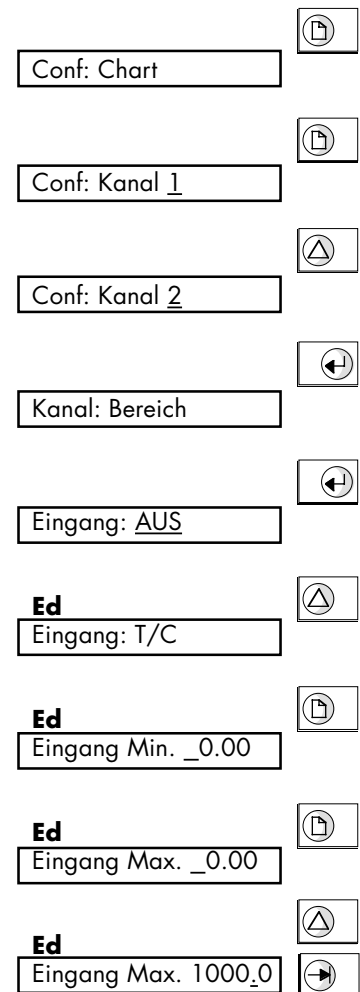 Conf: Chart
Conf: Kanal 1
Conf: Kanal 2
Kanal: Bereich
Eingang: AUS
Ed
Eingang: T/C
Ed
Eingang Min. _0.00
Ed
Eingang Max. _0.00
Ed
Eingang Max. 1000.0